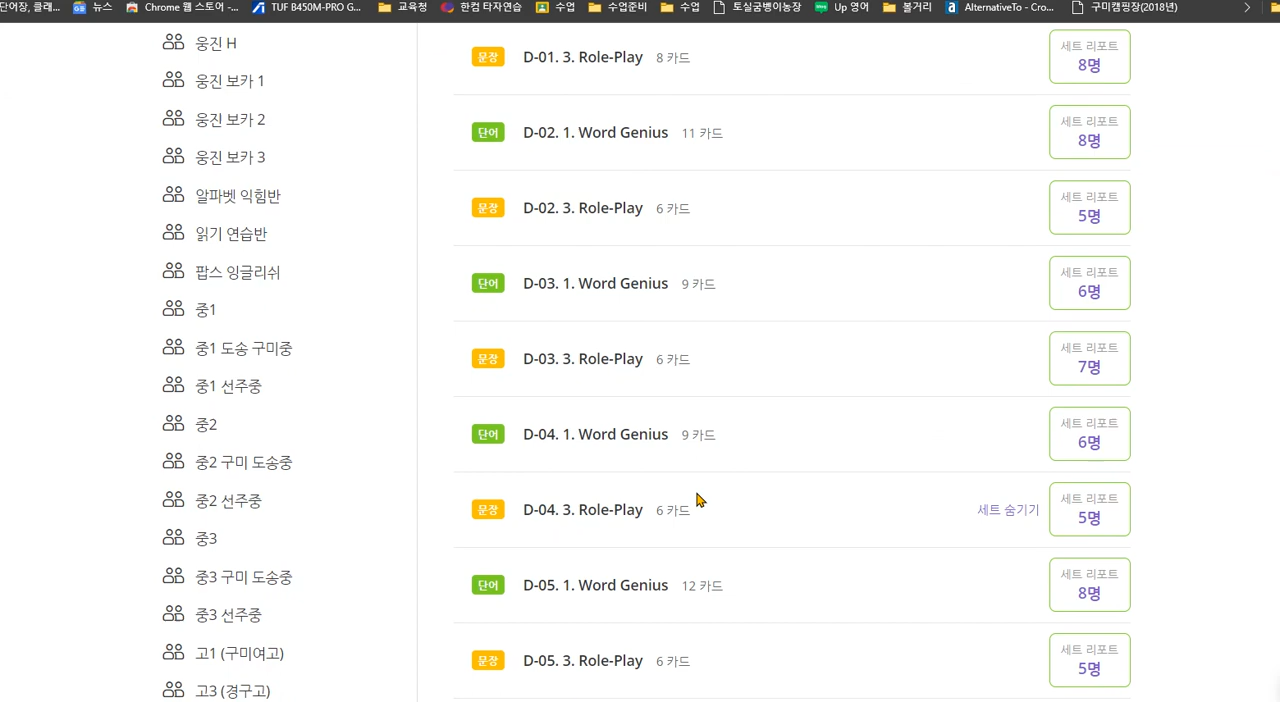 단어장, 클래... 뉴스 Chrome 웹 스토어 -... TUF B450M-PRO G... 교육청 한컴 타자연습 수업 수업준비 수업 토실궁뱅이농장 Up 영어 볼거리 AlternativeTo - Cro... 구미캠핑장(2018년)
웅진 H
웅진 보카 1
웅진 보카 2
웅진 보카 3
알파벳 익힘반
읽기 연습반
팝스 잉글리쉬
중1
중1 도송 구미중
중1 선주중
중2
중2 구미 도송중
중2 선주중
중3
중3 구미 도송중
중3 선주중
고1 (구미여고)
고3 (경구고)
문장 D-01. 3. Role-Play 8 카드
세트 리포트
8명
단어 D-02. 1. Word Genius 11 카드
세트 리포트
8명
문장 D-02. 3. Role-Play 6 카드
세트 리포트
5명
단어 D-03. 1. Word Genius 9 카드
세트 리포트
6명
문장 D-03. 3. Role-Play 6 카드
세트 리포트
7명
단어 D-04. 1. Word Genius 9 카드
세트 리포트
6명
문장 D-04. 3. Role-Play 6 카드 세트 숨기기
세트 리포트
5명
단어 D-05. 1. Word Genius 12 카드
세트 리포트
8명
문장 D-05. 3. Role-Play 6 카드
세트 리포트
5명